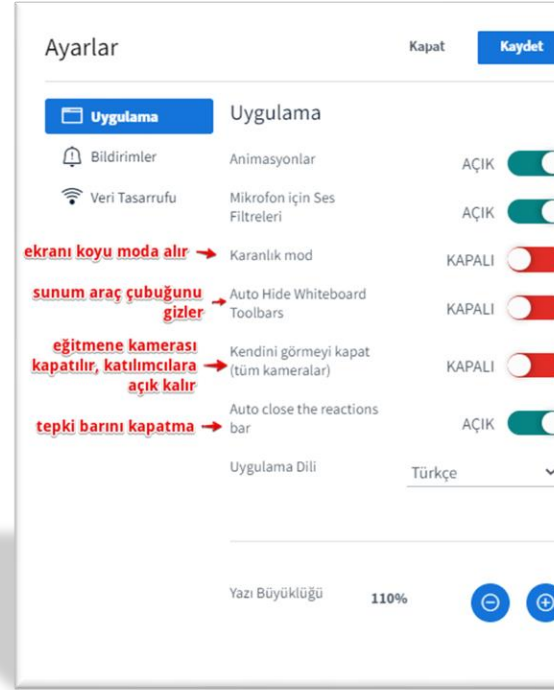 Ayarlar
Kapat
Kaydet
Uygulama
Bildirimler
Veri Tasarrufu
Uygulama
Animasyonlar
AÇIK
Mikrofon için Ses
Filtreleri
AÇIK
ekranı koyu moda alır
Karanlık mod
KAPALI
sunum araç çubuğunu
gizler
Auto Hide Whiteboard
Toolbars
KAPALI
eğitmene kamerası
kapatılır, katılımcılara
açık kalır
Kendini görmeyi kapat
(tüm kameralar)
KAPALI
tepki barını kapatma
Auto close the reactions
bar
AÇIK
Uygulama Dili
Türkçe
Yazı Büyüklüğü
110%